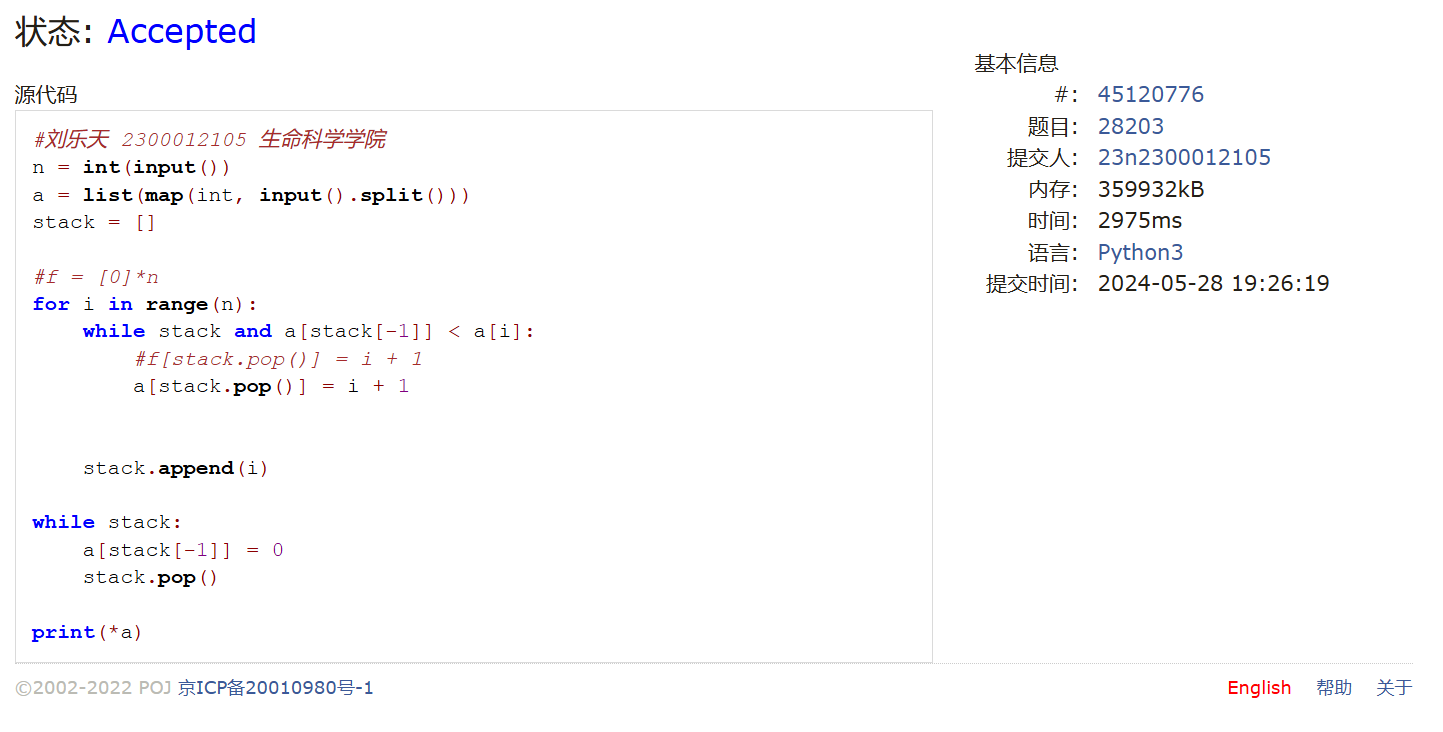 状态: Accepted
源代码
#刘乐天 2300012105 生命科学学院
n = int(input())
a = list(map(int, input().split()))
stack = []
#f = [0]*n
for i in range(n):
    while stack and a[stack[-1]] < a[i]:
        #f[stack.pop()] = i + 1
        a[stack.pop()] = i + 1
    stack.append(i)
while stack:
    a[stack[-1]] = 0
    stack.pop()
print(*a)
基本信息
#: 45120776
题目: 28203
提交人: 23n2300012105
内存: 359932kB
时间: 2975ms
语言: Python3
提交时间: 2024-05-28 19:26:19
©2002-2022 POJ 京ICP备20010980号-1
English 帮助 关于